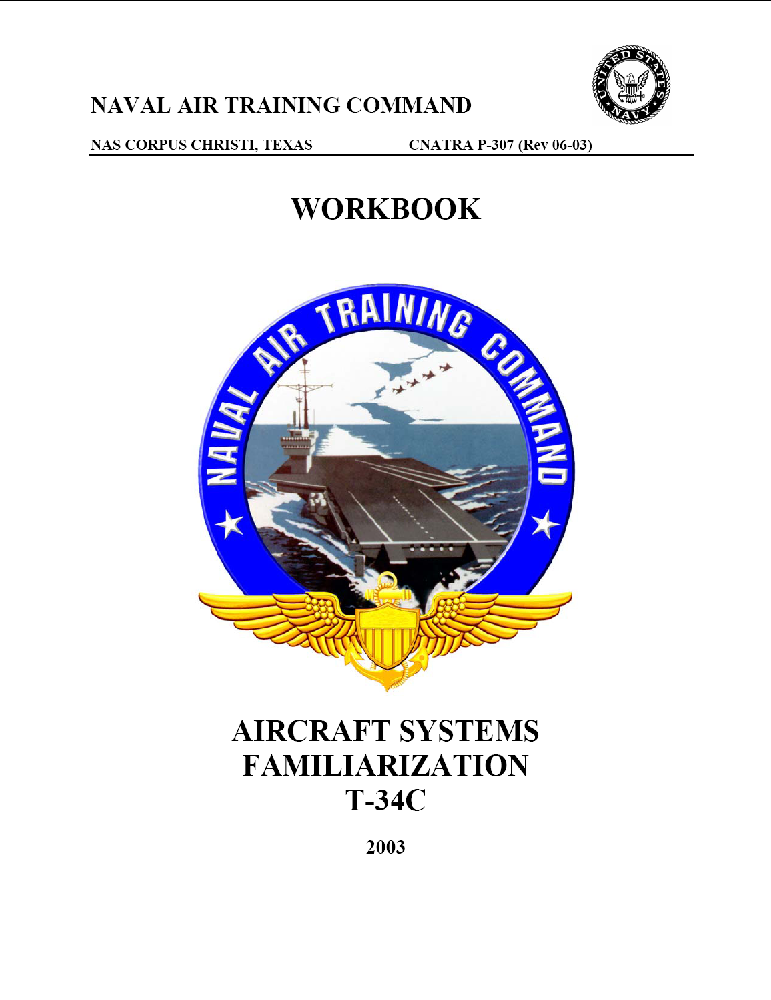 UNITED STATES
NAVY
NAVAL AIR TRAINING COMMAND
NAS CORPUS CHRISTI, TEXAS CNATRA P-307 (Rev 06-03)
WORKBOOK
NAVAL AIR TRAINING COMMAND
AIRCRAFT SYSTEMS
FAMILIARIZATION
T-34C
2003